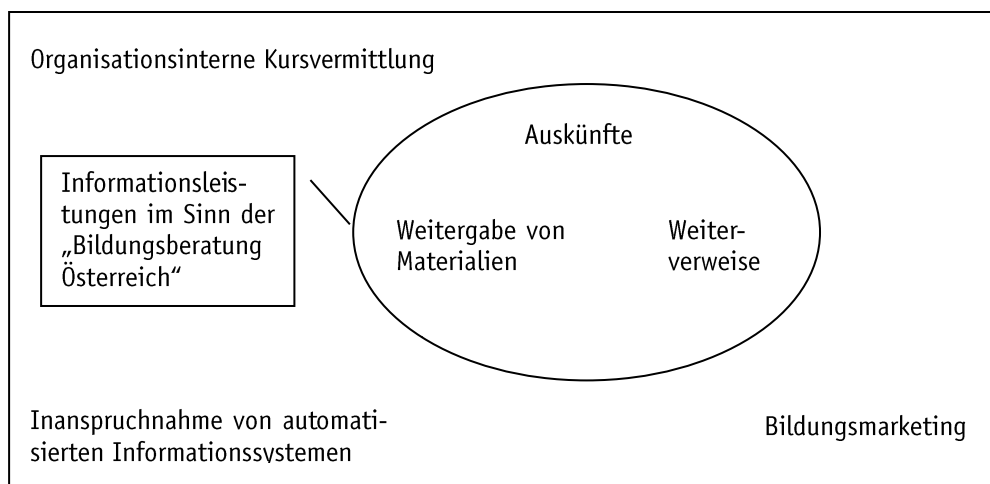 Organisationsinterne Kursvermittlung
Auskünfte
Informationsleis-
tungen im Sinn der
„Bildungsberatung
Österreich“
Weitergabe von
Materialien
Weiter-
verweise
Inanspruchnahme von automati-
sierten Informationssystemen
Bildungsmarketing